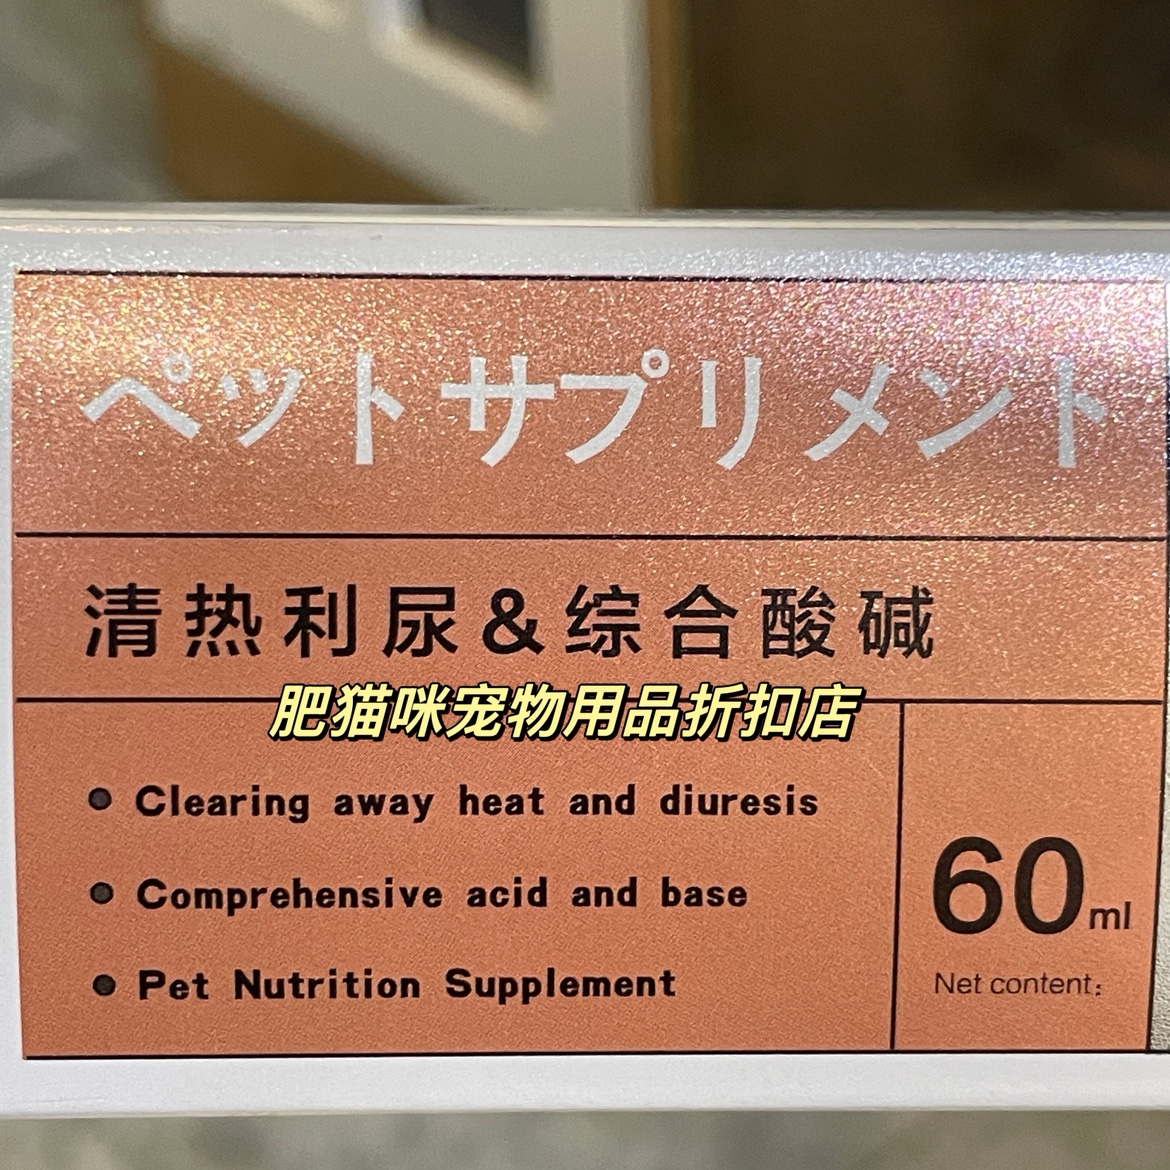 ペットサプリメント
清热利尿&综合酸碱
肥猫咪宠物用品折扣店
● Clearing away heat and diuresis
● Comprehensive acid and base
● Pet Nutrition Supplement
60ml
Net content: